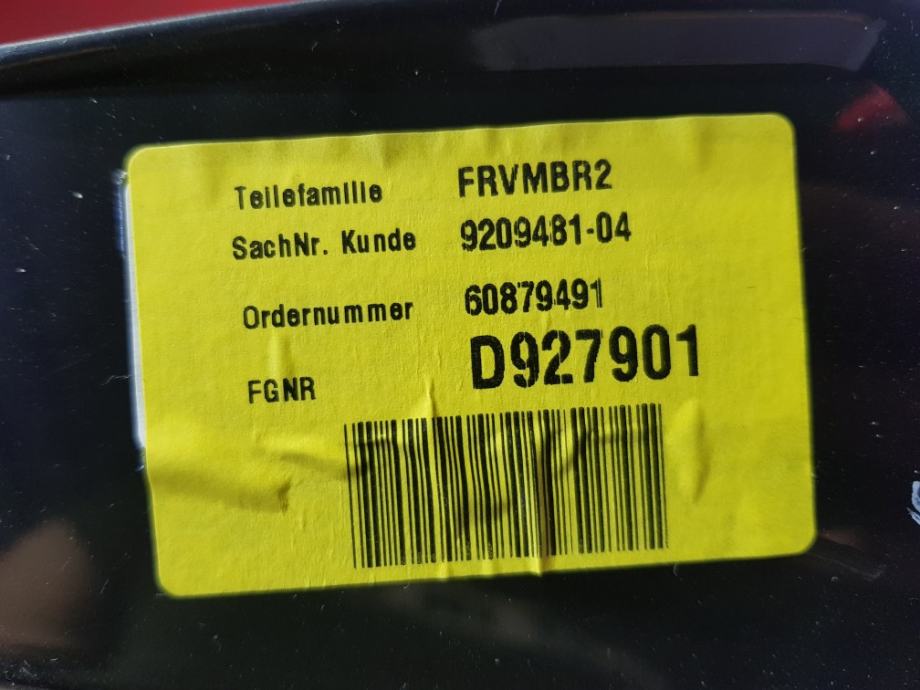 Teilefamilie FRVMBR2
SachNr. Kunde 9209481-04
Ordernummer 60879491
FGNR D927901